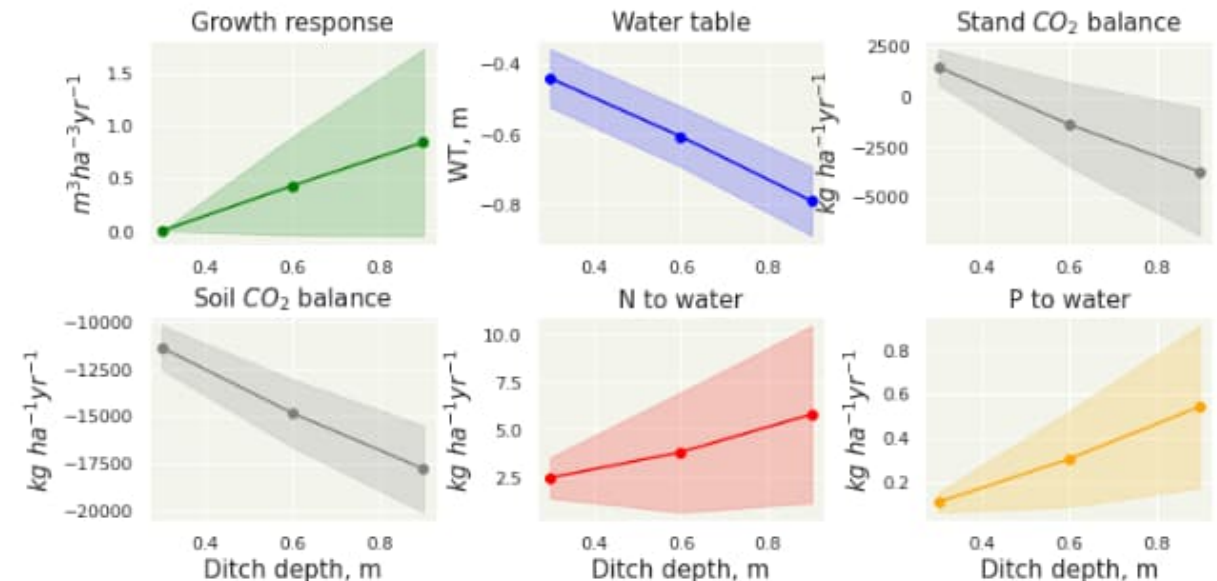 Growth response
1.5
1.0
0.5
0.0
m³ha⁻³yr⁻¹
0.4 0.6 0.8
Water table
−0.4
−0.6
−0.8
WT, m
0.4 0.6 0.8
Stand CO₂ balance
2500
0
−2500
−5000
kg ha⁻¹yr⁻¹
0.4 0.6 0.8
Soil CO₂ balance
−10000
−12500
−15000
−17500
−20000
kg ha⁻¹yr⁻¹
0.4 0.6 0.8
Ditch depth, m
N to water
10.0
7.5
5.0
2.5
kg ha⁻¹yr⁻¹
0.4 0.6 0.8
Ditch depth, m
P to water
0.8
0.6
0.4
0.2
kg ha⁻¹yr⁻¹
0.4 0.6 0.8
Ditch depth, m